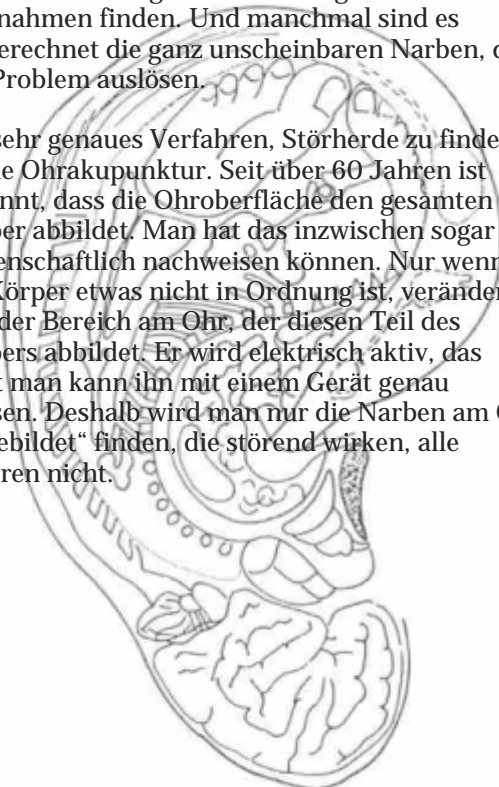 nahmen finden. Und manchmal sind es
erechnet die ganz unscheinbaren Narben, d
Problem auslösen.
sehr genaues Verfahren, Störherde zu finde
e Ohrakupunktur. Seit über 60 Jahren ist
nnt, dass die Ohroberfläche den gesamten
per abbildet. Man hat das inzwischen sogar
enschaftlich nachweisen können. Nur wenn
Körper etwas nicht in Ordnung ist, veränder
der Bereich am Ohr, der diesen Teil des
pers abbildet. Er wird elektrisch aktiv, das
t man kann ihn mit einem Gerät genau
sen. Deshalb wird man nur die Narben am O
ebildet“ finden, die störend wirken, alle
ren nicht.